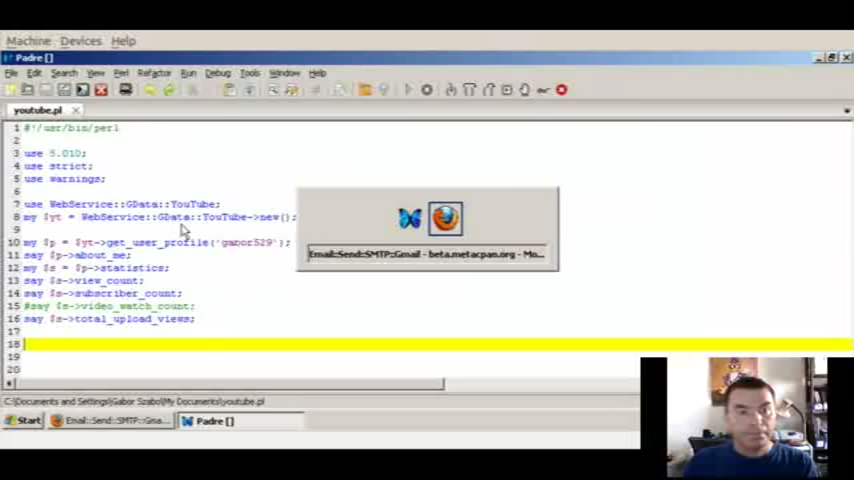 Machine Devices Help
Padre []
File Edit Search View Perl Refactor Run Debug Tools Window Help
youtube.pl
1 #!/usr/bin/perl
2
3 use 5.010;
4 use strict;
5 use warnings;
6
7 use WebService::GData::YouTube;
8 my $yt = WebService::GData::YouTube->new();
9
10 my $p = $yt->get_user_profile('gabor529');
11 say $p->about_me;
12 my $s = $p->statistics;
13 say $s->view_count;
14 say $s->subscriber_count;
15 #say $s->video_watch_count;
16 say $s->total_upload_views;
17
18
19
20
Email::Send::SMTP::Gmail - beta.metacpan.org - Mo...
C:\Documents and Settings\Gabor Szabo\My Documents\youtube.pl
Start Email::Send::SMTP::Gma... Padre []